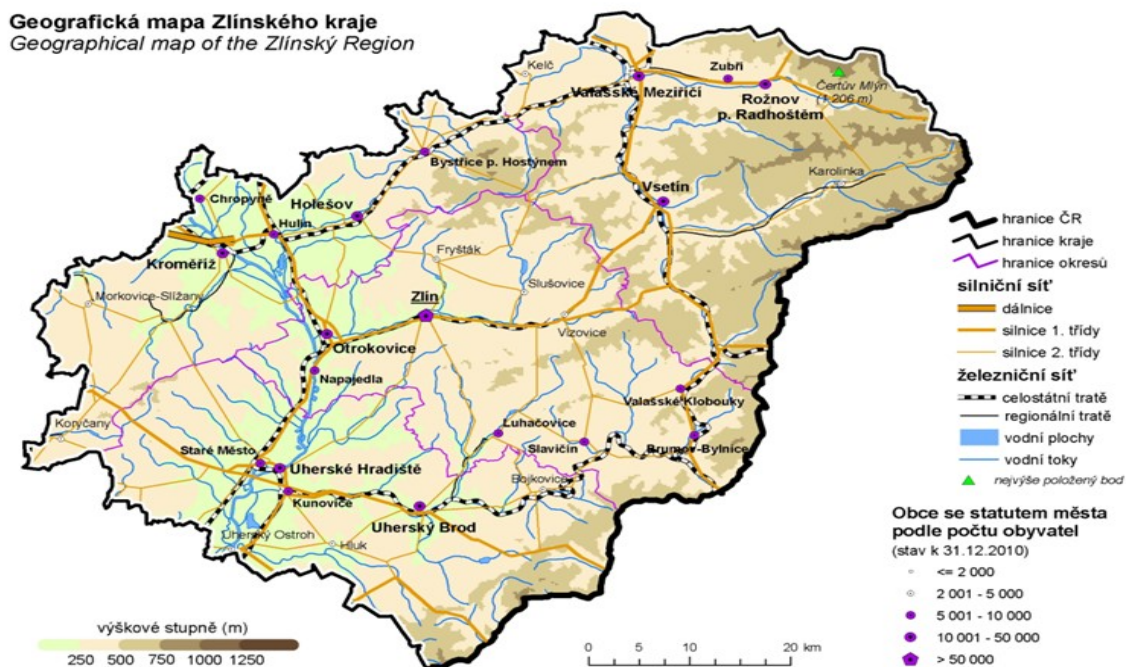 Geografická mapa Zlínského kraje
Geographical map of the Zlínský Region
Kelč
Zubří
Valašské Meziříčí
Čertův Mlýn
(1 206 m)
Rožnov
p. Radhoštěm
Bystřice p. Hostýnem
Karolinka
Vsetín
Chropyně
Holešov
Hulín
Kroměříž
Fryšták
Morkovice-Slížany
Slušovice
Zlín
Vizovice
Otrokovice
Napajedla
Valašské Klobouky
Koryčany
Luhačovice
Staré Město
Slavičín
Brumov-Bylnice
Uherské Hradiště
Bojkovice
Kunovice
Uherský Brod
Uherský Ostroh
Hluk
hranice ČR
hranice kraje
hranice okresů
silniční síť
dálnice
silnice 1. třídy
silnice 2. třídy
železniční síť
celostátní tratě
regionální tratě
vodní plochy
vodní toky
nejvýše položený bod
Obce se statutem města
podle počtu obyvatel
(stav k 31.12.2010)
<= 2 000
2 001 - 5 000
5 001 - 10 000
10 001 - 50 000
> 50 000
výškové stupně (m)
250 500 750 1000 1250
0 10 20 km